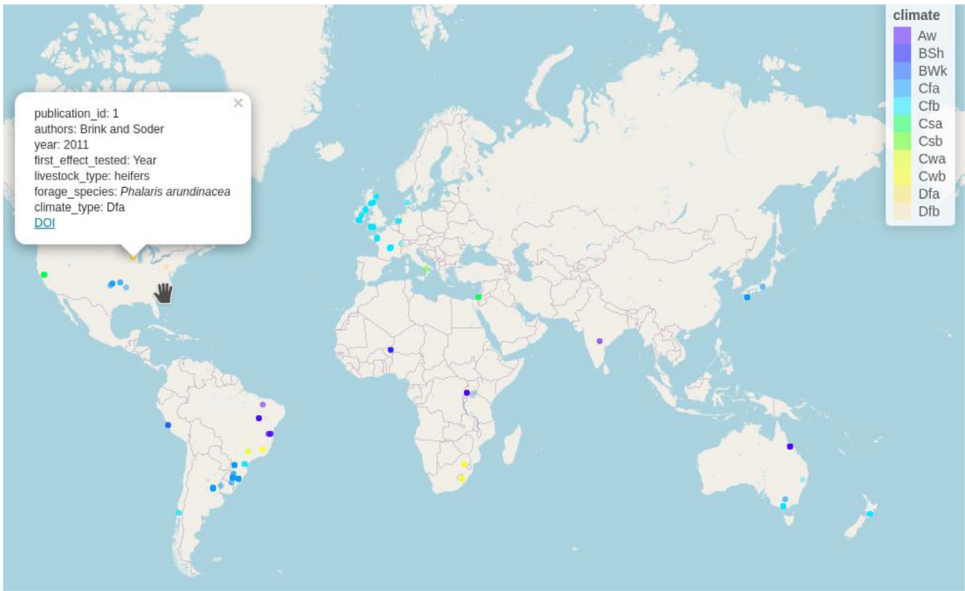 climate
Aw
BSh
BWk
Cfa
Cfb
Csa
Csb
Cwa
Cwb
Dfa
Dfb
×
publication_id: 1
authors: Brink and Soder
year: 2011
first_effect_tested: Year
livestock_type: heifers
forage_species: Phalaris arundinacea
climate_type: Dfa
DOI